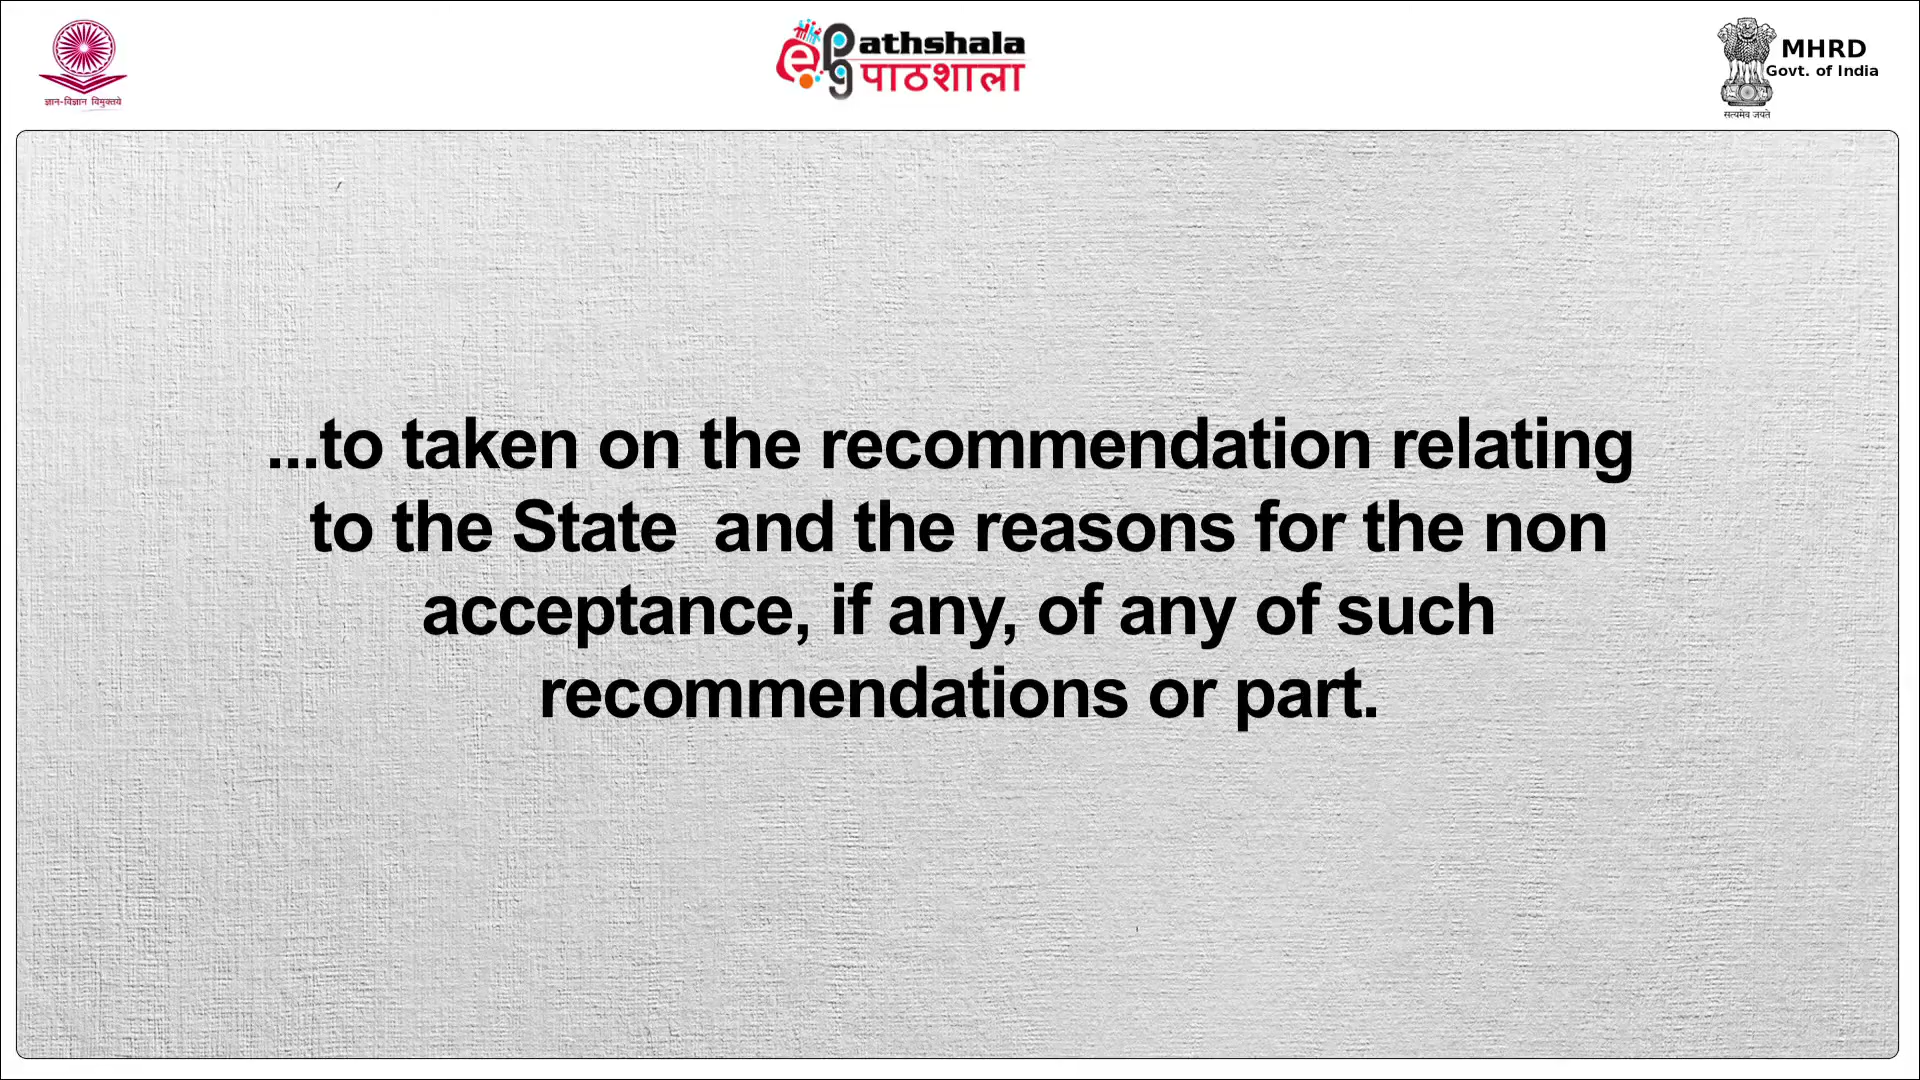 ज्ञान-विज्ञान विमुक्तये
ePG
athshala
पाठशाला
MHRD
Govt. of India
सत्यमेव जयते
...to taken on the recommendation relating
to the State  and the reasons for the non
acceptance, if any, of any of such
recommendations or part.